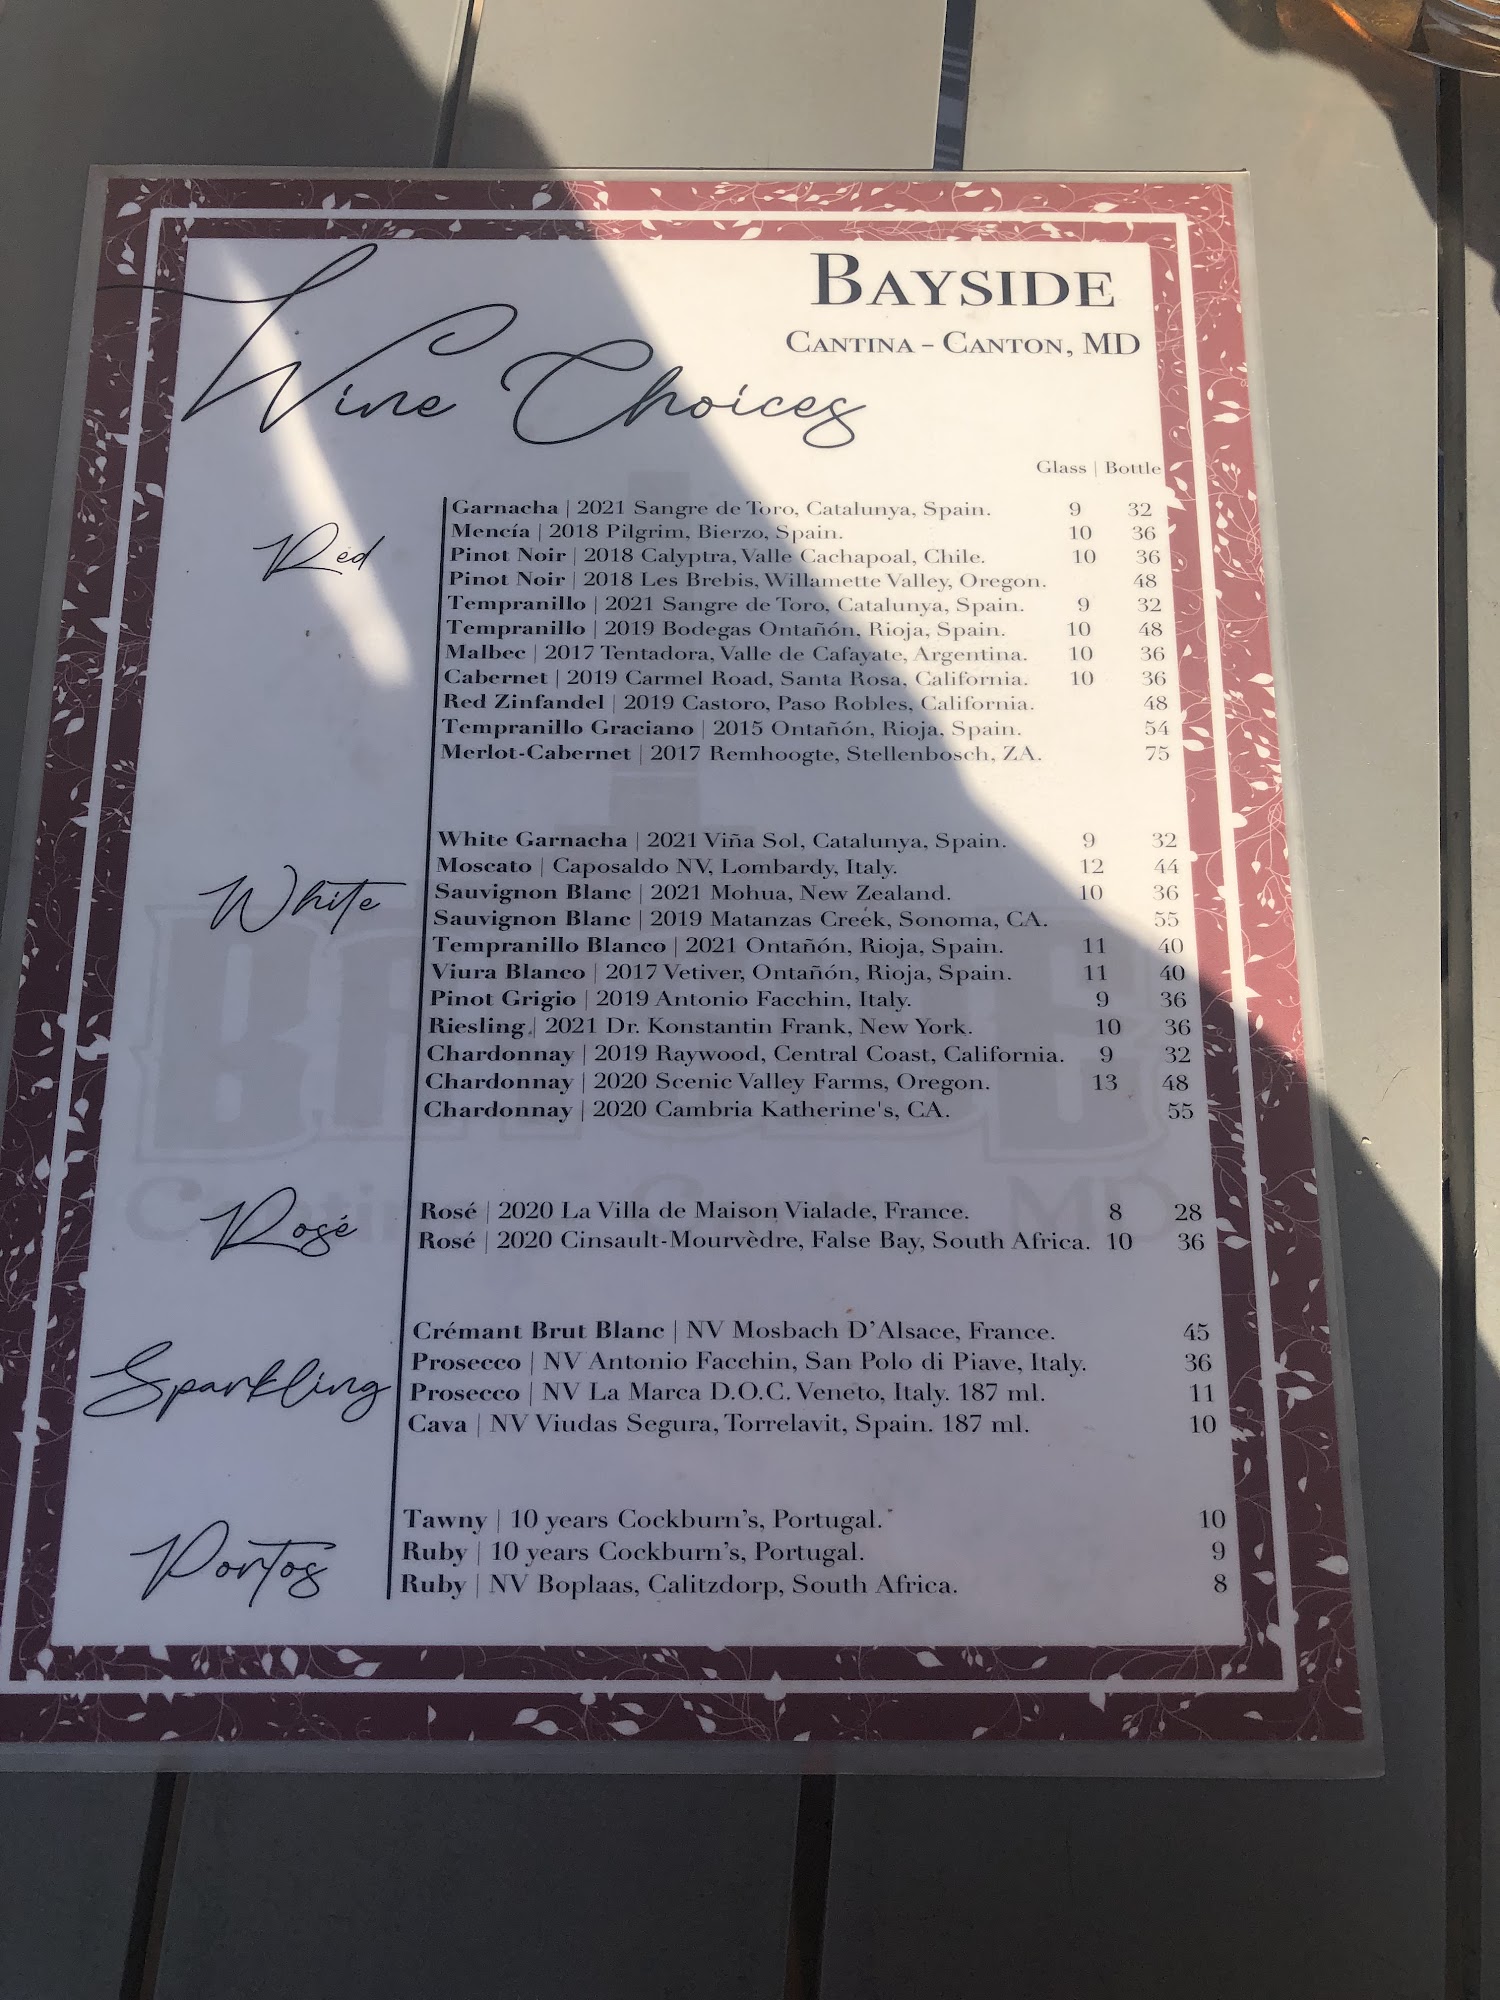 Bayside
Cantina - Canton, MD
Wine Choices
Glass | Bottle
Red
Garnacha | 2021 Sangre de Toro, Catalunya, Spain. 9 32
Mencía | 2018 Pilgrim, Bierzo, Spain. 10 36
Pinot Noir | 2018 Calyptra, Valle Cachapoal, Chile. 10 36
Pinot Noir | 2018 Les Brebis, Willamette Valley, Oregon. 48
Tempranillo | 2021 Sangre de Toro, Catalunya, Spain. 9 32
Tempranillo | 2019 Bodegas Ontañón, Rioja, Spain. 10 48
Malbec | 2017 Tentadora, Valle de Cafayate, Argentina. 10 36
Cabernet | 2019 Carmel Road, Santa Rosa, California. 10 36
Red Zinfandel | 2019 Castoro, Paso Robles, California. 48
Tempranillo Graciano | 2015 Ontañón, Rioja, Spain. 54
Merlot-Cabernet | 2017 Remhoogte, Stellenbosch, ZA. 75
White
White Garnacha | 2021 Viña Sol, Catalunya, Spain. 9 32
Moscato | Caposaldo NV, Lombardy, Italy. 12 44
Sauvignon Blanc | 2021 Mohua, New Zealand. 10 36
Sauvignon Blanc | 2019 Matanzas Creek, Sonoma, CA. 55
Tempranillo Blanco | 2021 Ontañón, Rioja, Spain. 11 40
Viura Blanco | 2017 Vetiver, Ontañón, Rioja, Spain. 11 40
Pinot Grigio | 2019 Antonio Facchin, Italy. 9 36
Riesling | 2021 Dr. Konstantin Frank, New York. 10 36
Chardonnay | 2019 Raywood, Central Coast, California. 9 32
Chardonnay | 2020 Scenic Valley Farms, Oregon. 13 48
Chardonnay | 2020 Cambria Katherine's, CA. 55
Rosé
Rosé | 2020 La Villa de Maison Vialade, France. 8 28
Rosé | 2020 Cinsault-Mourvèdre, False Bay, South Africa. 10 36
Sparkling
Crémant Brut Blanc | NV Mosbach D'Alsace, France. 45
Prosecco | NV Antonio Facchin, San Polo di Piave, Italy. 36
Prosecco | NV La Marca D.O.C. Veneto, Italy. 187 ml. 11
Cava | NV Viudas Segura, Torrelavit, Spain. 187 ml. 10
Portos
Tawny | 10 years Cockburn's, Portugal. 10
Ruby | 10 years Cockburn's, Portugal. 9
Ruby | NV Boplaas, Calitzdorp, South Africa. 8